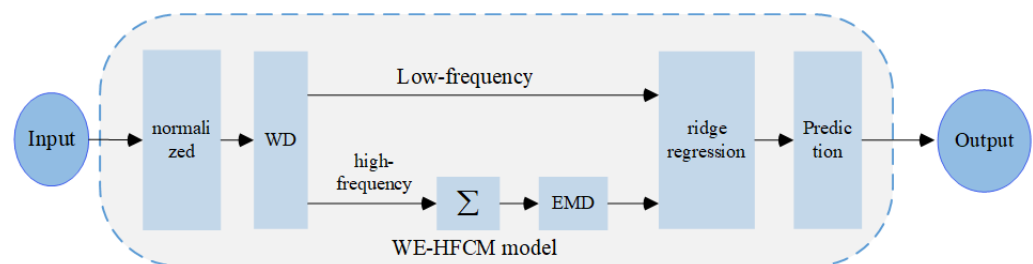 Input
normali
zed
WD
Low-frequency
high-
frequency
Σ
EMD
ridge
regression
Predic
tion
Output
WE-HFCM model